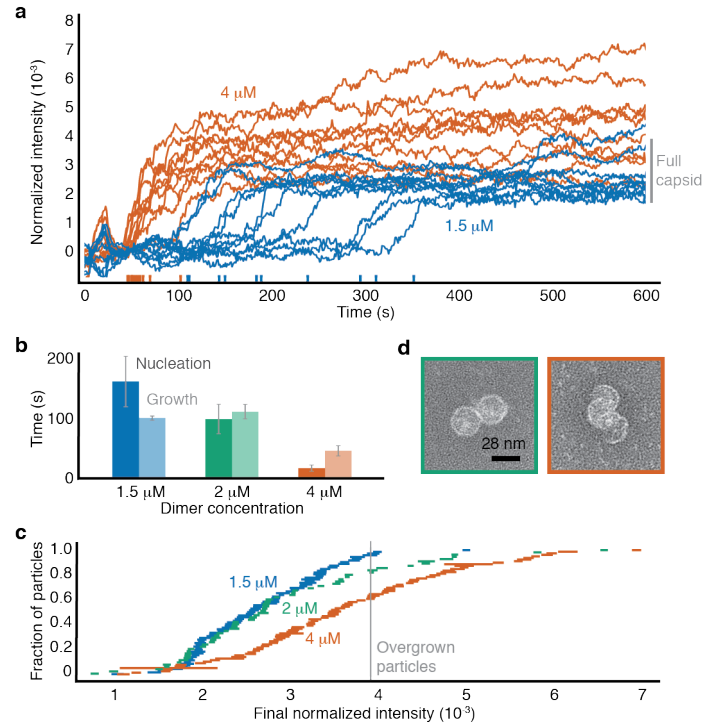 a
8
7
6
5
4
3
2
1
0
Normalized intensity (10-3)
4 μM
1.5 μM
Full
capsid
0
100
200
300
400
500
600
Time (s)
b
200
100
0
Time (s)
Nucleation
Growth
1.5 μM
2 μM
4 μM
Dimer concentration
d
28 nm
c
1.0
0.8
0.6
0.4
0.2
0
Fraction of particles
1.5 μM
2 μM
4 μM
Overgrown
particles
1
2
3
4
5
6
7
Final normalized intensity (10-3)